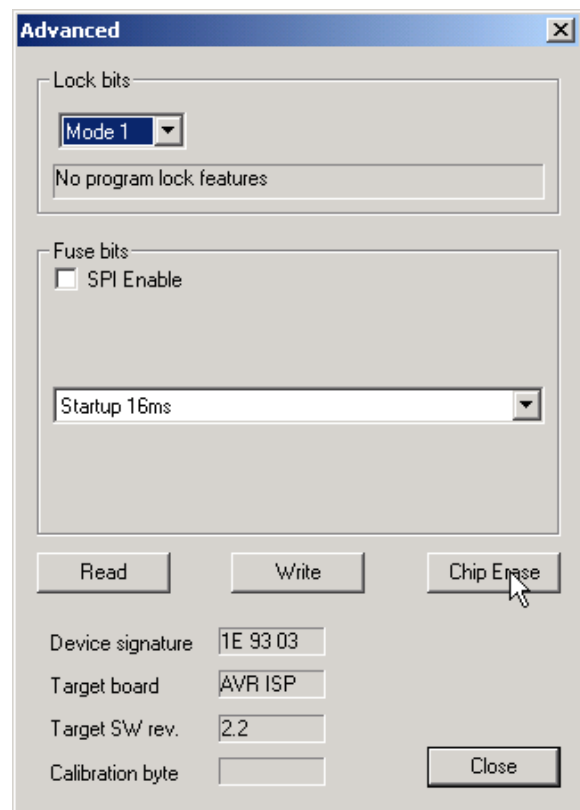 Advanced
Lock bits
Mode 1
No program lock features
Fuse bits
SPI Enable
Startup 16ms
Read Write Chip Erase
Device signature 1E 93 03
Target board AVR ISP
Target SW rev. 2.2
Calibration byte
Close